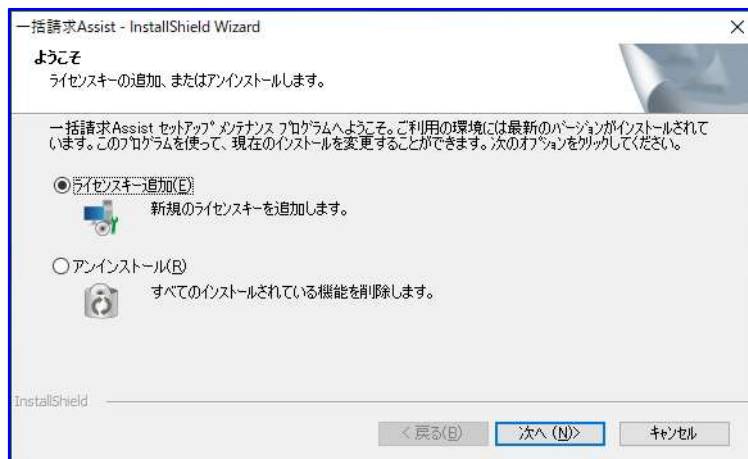 一括請求Assist - InstallShield Wizard
ようこそ
ライセンスキーの追加、またはアンインストールします。
一括請求Assist セットアップ メンテナンス プログラムへようこそ。ご利用の環境には最新のバージョンがインストールされて
います。このプログラムを使って、現在のインストールを変更することができます。次のオプションをクリックしてください。
ライセンスキー追加(E)
新規のライセンスキーを追加します。
アンインストール(R)
すべてのインストールされている機能を削除します。
InstallShield
< 戻る(B)
次へ (N)>
キャンセル